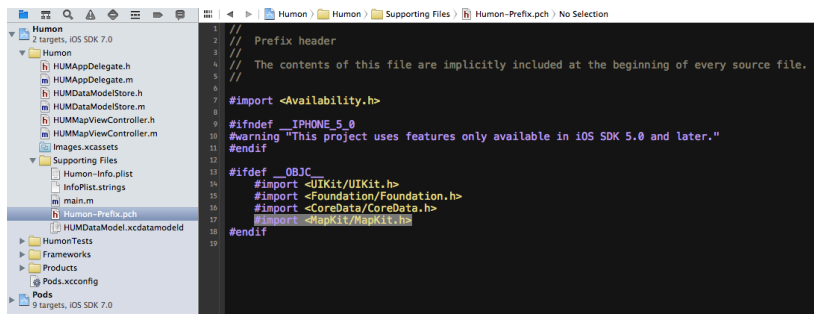 Humon
2 targets, iOS SDK 7.0
Humon
HUMAppDelegate.h
HUMAppDelegate.m
HUMDataModelStore.h
HUMDataModelStore.m
HUMMapViewController.h
HUMMapViewController.m
Images.xcassets
Supporting Files
Humon-Info.plist
InfoPlist.strings
main.m
Humon-Prefix.pch
HUMDataModel.xcdatamodeld
HumonTests
Frameworks
Products
Pods.xcconfig
Pods
9 targets, iOS SDK 7.0
Humon › Humon › Supporting Files › Humon-Prefix.pch › No Selection
1 //
2 // Prefix header
3 //
4 // The contents of this file are implicitly included at the beginning of every source file.
5 //
6
7 #import <Availability.h>
8
9 #ifndef __IPHONE_5_0
10 #warning "This project uses features only available in iOS SDK 5.0 and later."
11 #endif
12
13 #ifdef __OBJC__
14 #import <UIKit/UIKit.h>
15 #import <Foundation/Foundation.h>
16 #import <CoreData/CoreData.h>
17 #import <MapKit/MapKit.h>
18 #endif
19